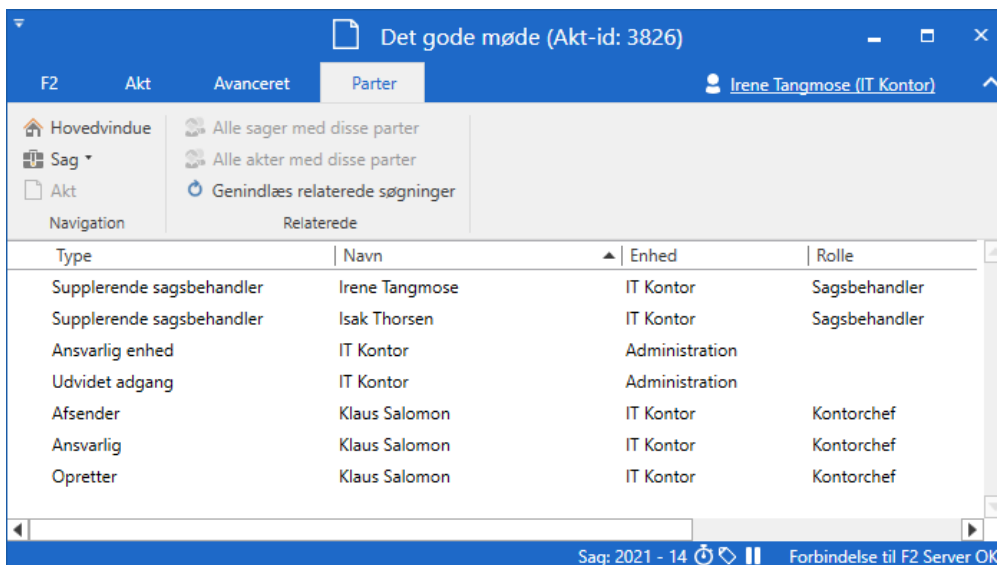 Det gode møde (Akt-id: 3826)
F2 Akt Avanceret Parter Irene Tangmose (IT Kontor)
Hovedvindue Alle sager med disse parter
Sag Alle akter med disse parter
Akt Genindlæs relaterede søgninger
Navigation Relaterede
Type Navn Enhed Rolle
Supplerende sagsbehandler Irene Tangmose IT Kontor Sagsbehandler
Supplerende sagsbehandler Isak Thorsen IT Kontor Sagsbehandler
Ansvarlig enhed IT Kontor Administration
Udvidet adgang IT Kontor Administration
Afsender Klaus Salomon IT Kontor Kontorchef
Ansvarlig Klaus Salomon IT Kontor Kontorchef
Opretter Klaus Salomon IT Kontor Kontorchef
Sag: 2021 - 14 Forbindelse til F2 Server OK